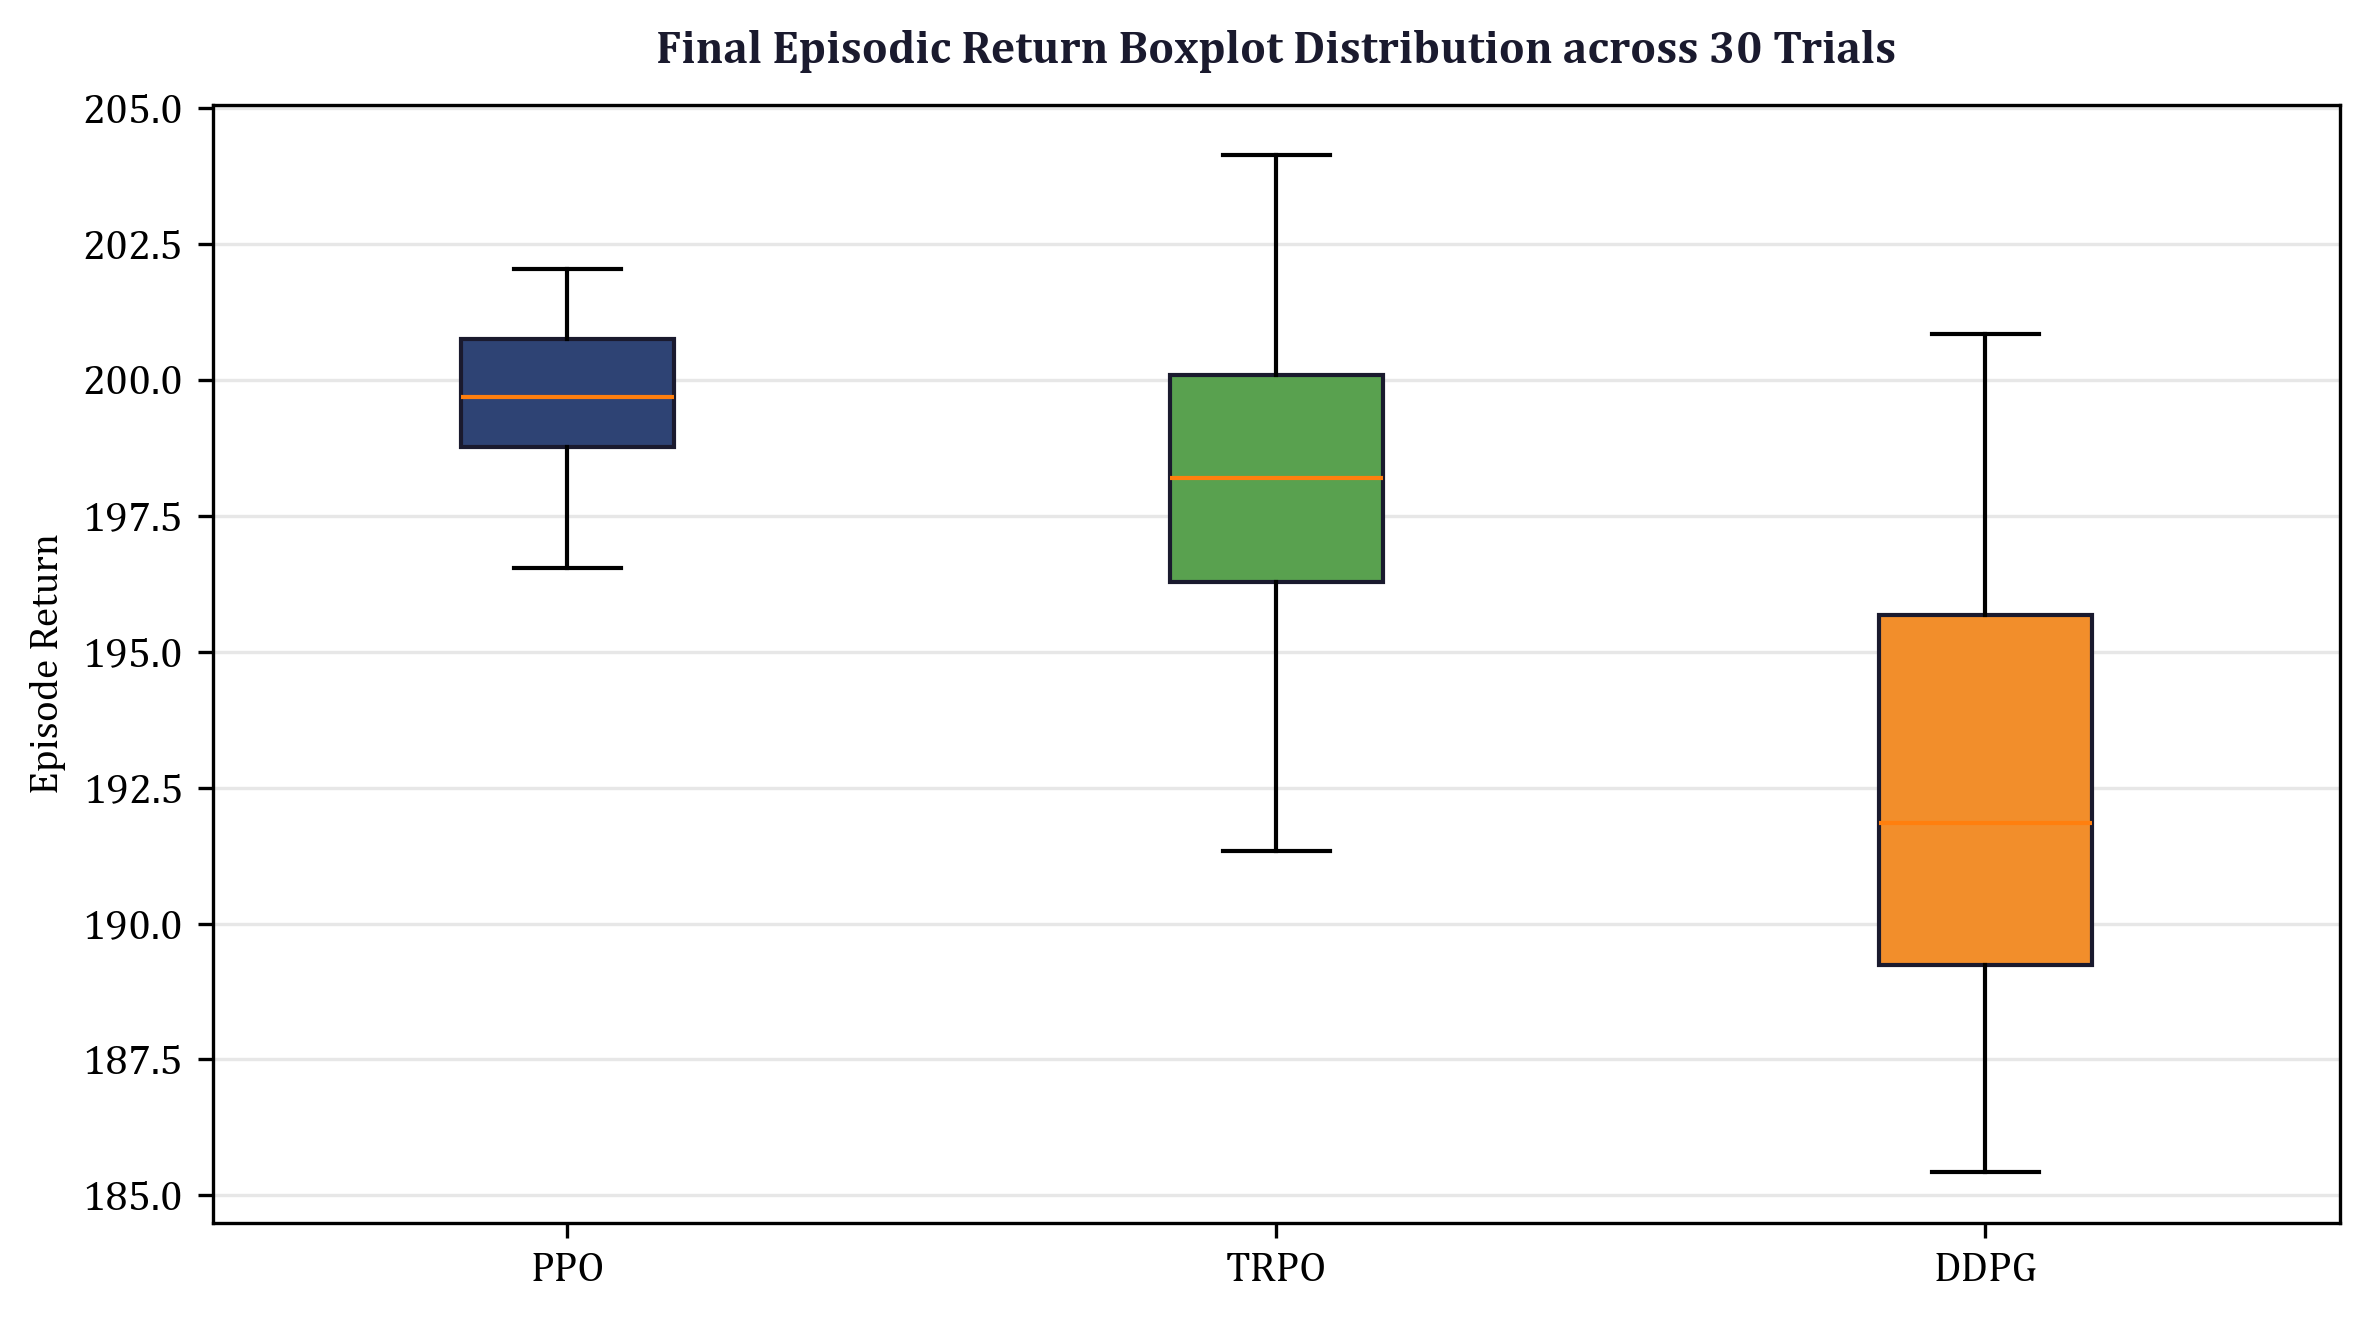 Final Episodic Return Boxplot Distribution across 30 Trials
205.0
202.5
200.0
197.5
195.0
192.5
190.0
187.5
185.0
Episode Return
PPO
TRPO
DDPG